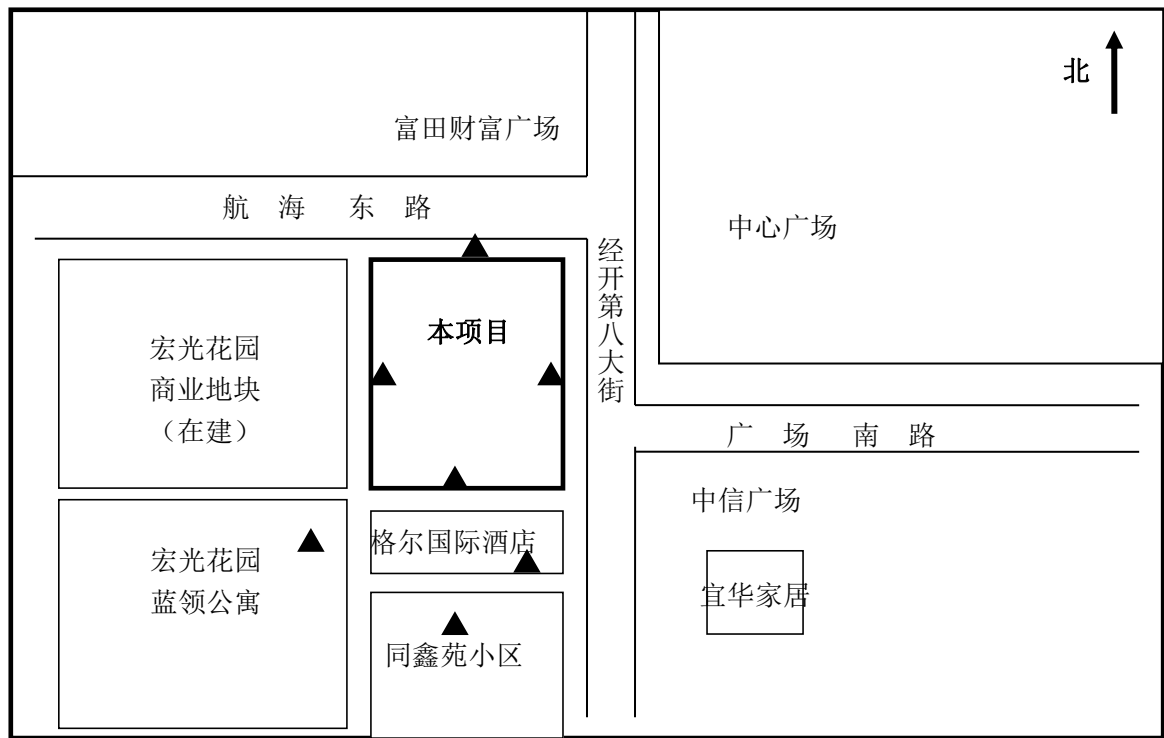 北
富田财富广场
航 海 东 路
中心广场
经开第八大街
本项目
宏光花园
商业地块
（在建）
广 场 南 路
中信广场
格尔国际酒店
宏光花园
蓝领公寓
宜华家居
同鑫苑小区